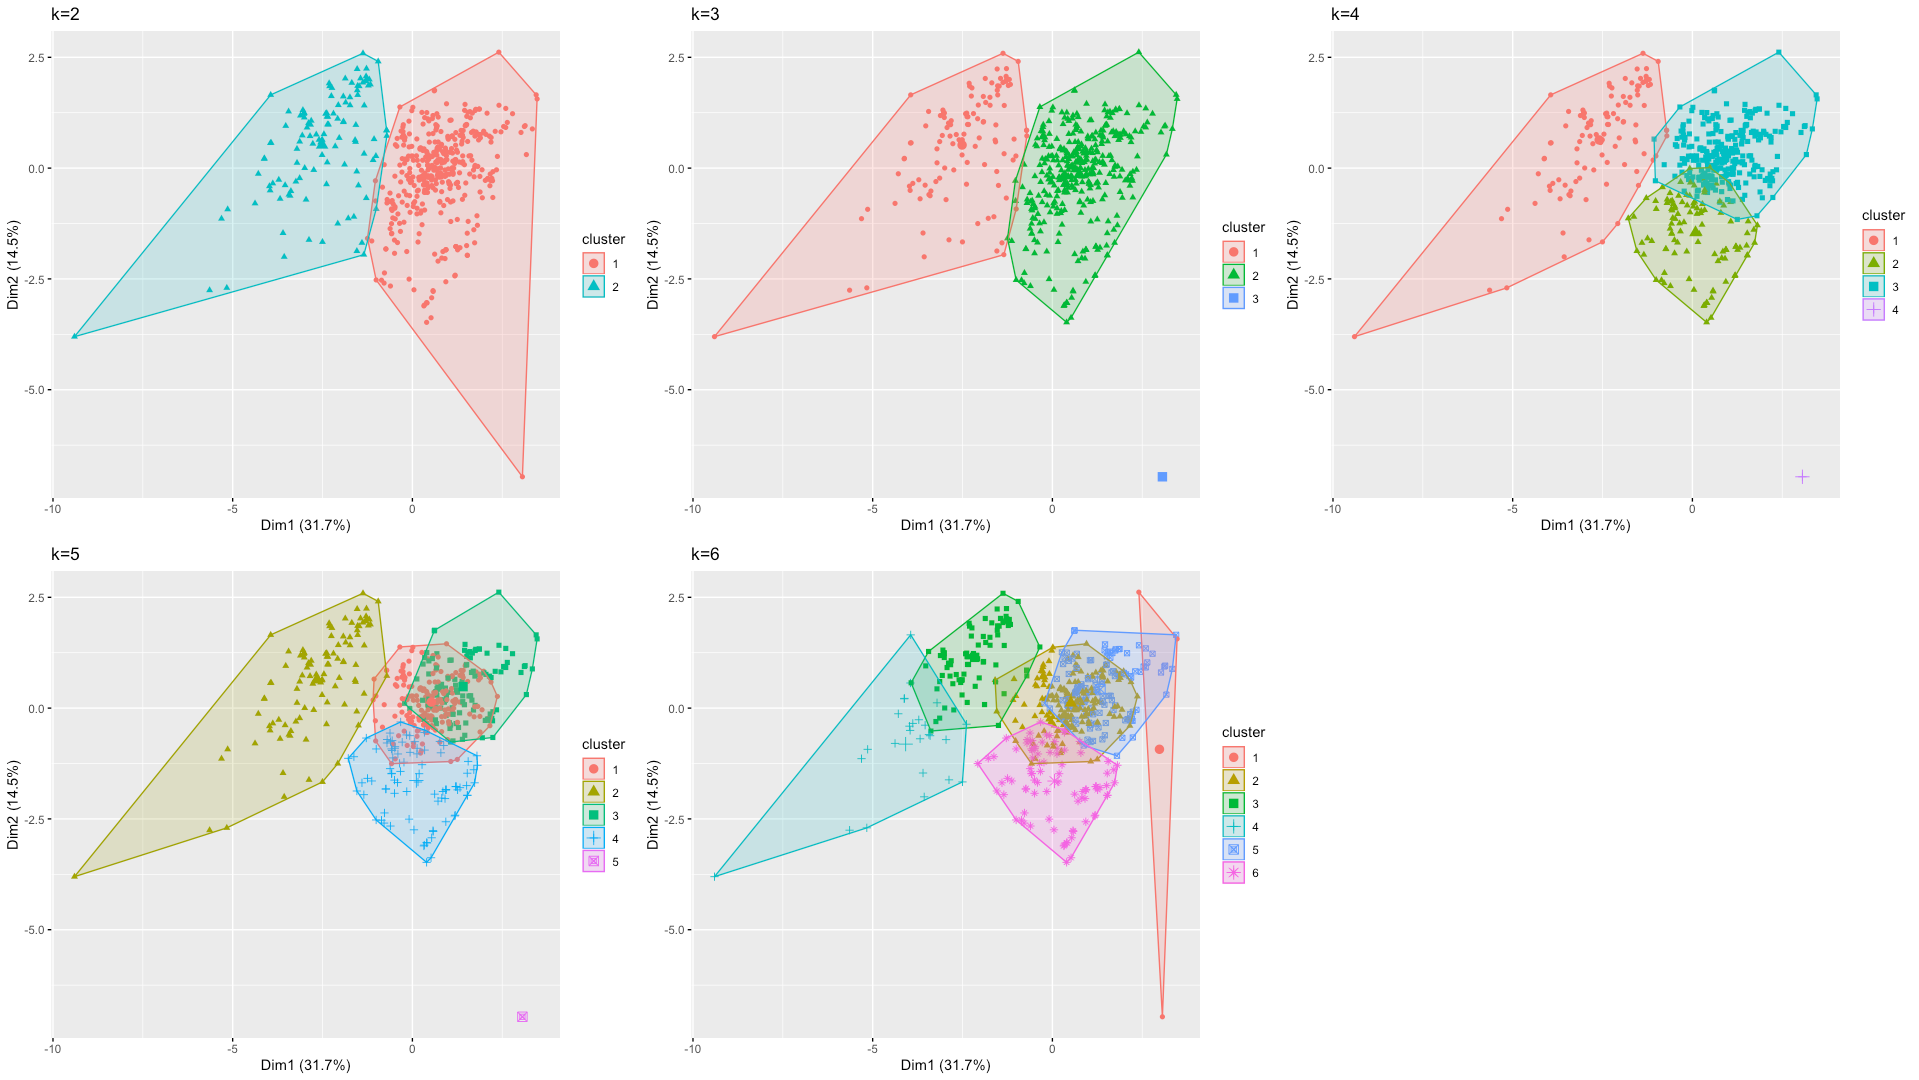 k=2
2.5
0.0
-2.5
-5.0
-10
-5
0
Dim1 (31.7%)
Dim2 (14.5%)
cluster
1
2
k=3
2.5
0.0
-2.5
-5.0
-10
-5
0
Dim1 (31.7%)
Dim2 (14.5%)
cluster
1
2
3
k=4
2.5
0.0
-2.5
-5.0
-10
-5
0
Dim1 (31.7%)
Dim2 (14.5%)
cluster
1
2
3
4
k=5
2.5
0.0
-2.5
-5.0
-10
-5
0
Dim1 (31.7%)
Dim2 (14.5%)
cluster
1
2
3
4
5
k=6
2.5
0.0
-2.5
-5.0
-10
-5
0
Dim1 (31.7%)
Dim2 (14.5%)
cluster
1
2
3
4
5
6